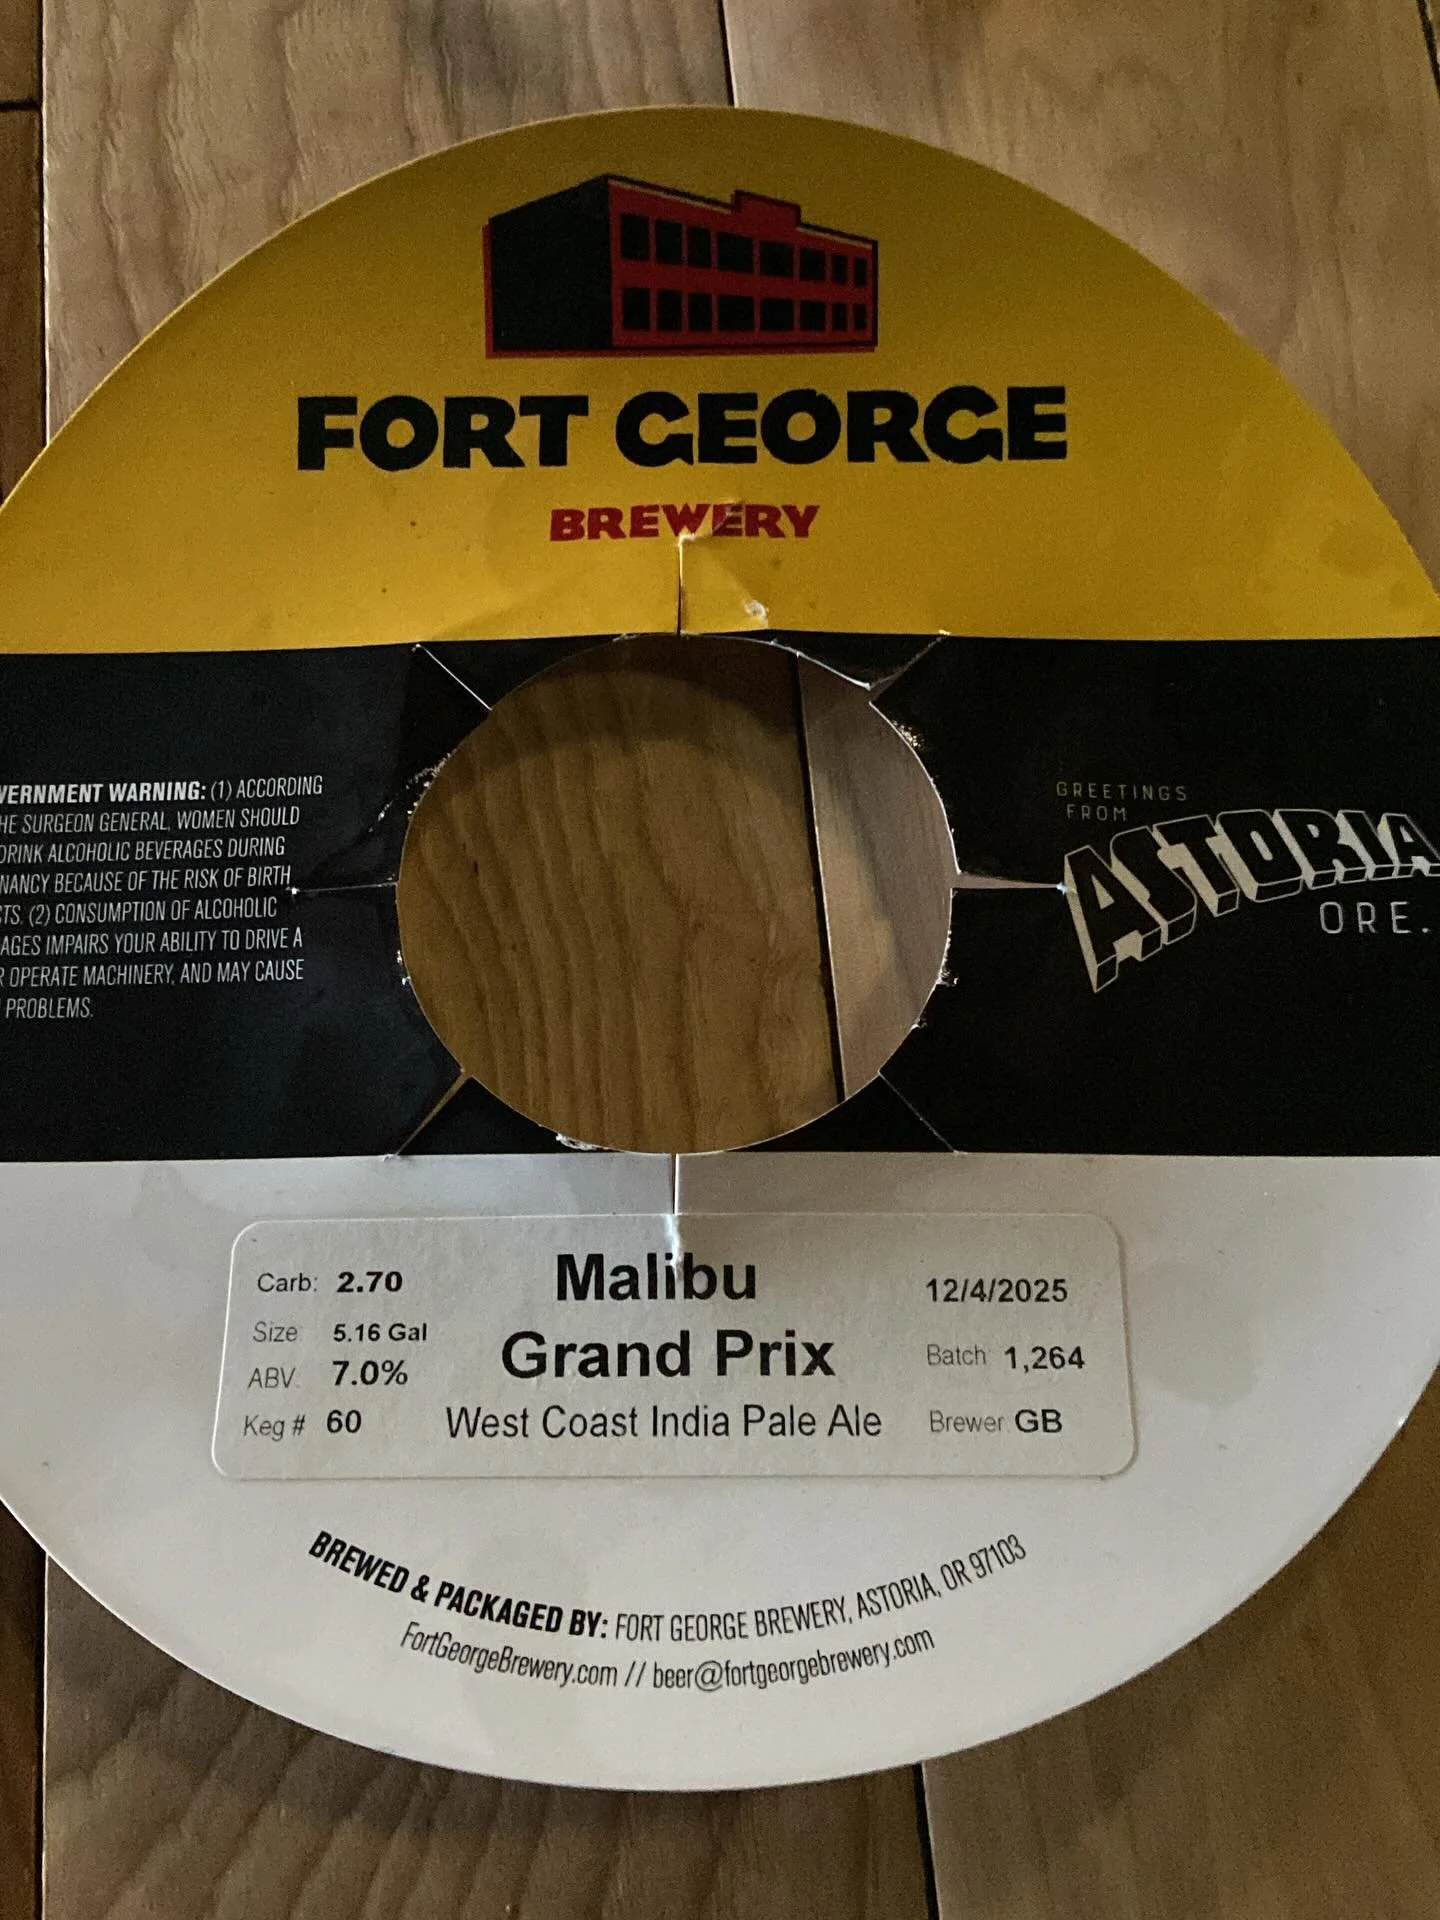 FORT GEORGE
BREWERY
VERNMENT WARNING: (1) ACCORDING
HE SURGEON GENERAL, WOMEN SHOULD
DRINK ALCOHOLIC BEVERAGES DURING
NANCY BECAUSE OF THE RISK OF BIRTH
TS. (2) CONSUMPTION OF ALCOHOLIC
AGES IMPAIRS YOUR ABILITY TO DRIVE A
R OPERATE MACHINERY, AND MAY CAUSE
PROBLEMS.
GREETINGS
FROM
ASTORIA
ORE.
Carb: 2.70
Size 5.16 Gal
ABV. 7.0%
Keg # 60
Malibu
Grand Prix
West Coast India Pale Ale
12/4/2025
Batch 1,264
Brewer GB
BREWED & PACKAGED BY: FORT GEORGE BREWERY, ASTORIA, OR 97103
FortGeorgeBrewery.com // beer@fortgeorgebrewery.com